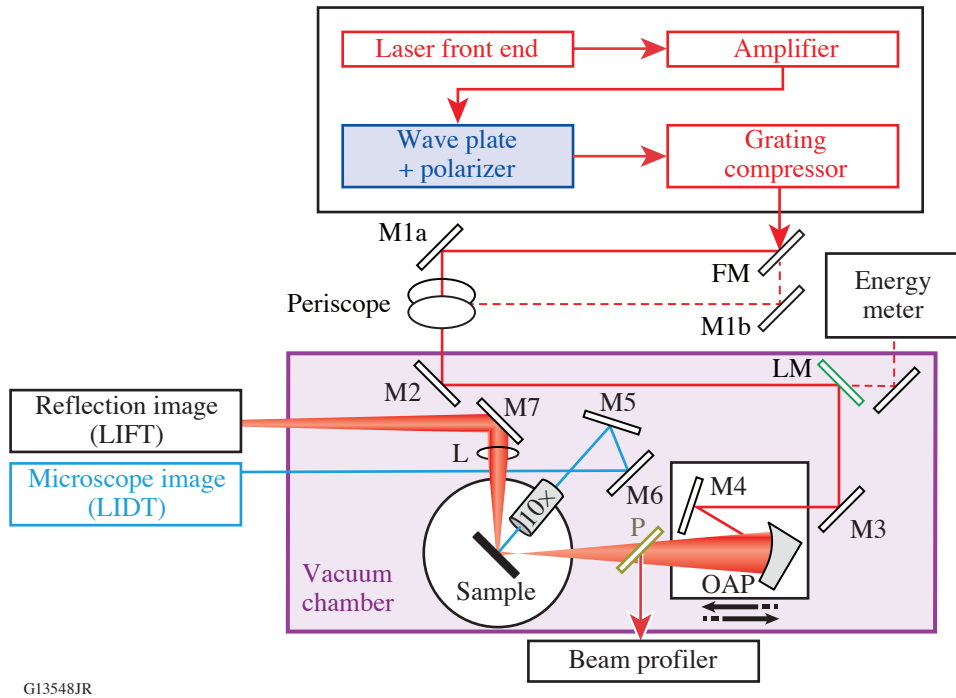 Laser front end
Amplifier
Wave plate
+ polarizer
Grating
compressor
M1a
FM
Periscope
M1b
Energy
meter
LM
M2
M7
M5
Reflection image
(LIFT)
L
Microscope image
(LIDT)
M6
M4
10×
P
M3
Sample
OAP
Vacuum
chamber
Beam profiler
G13548JR